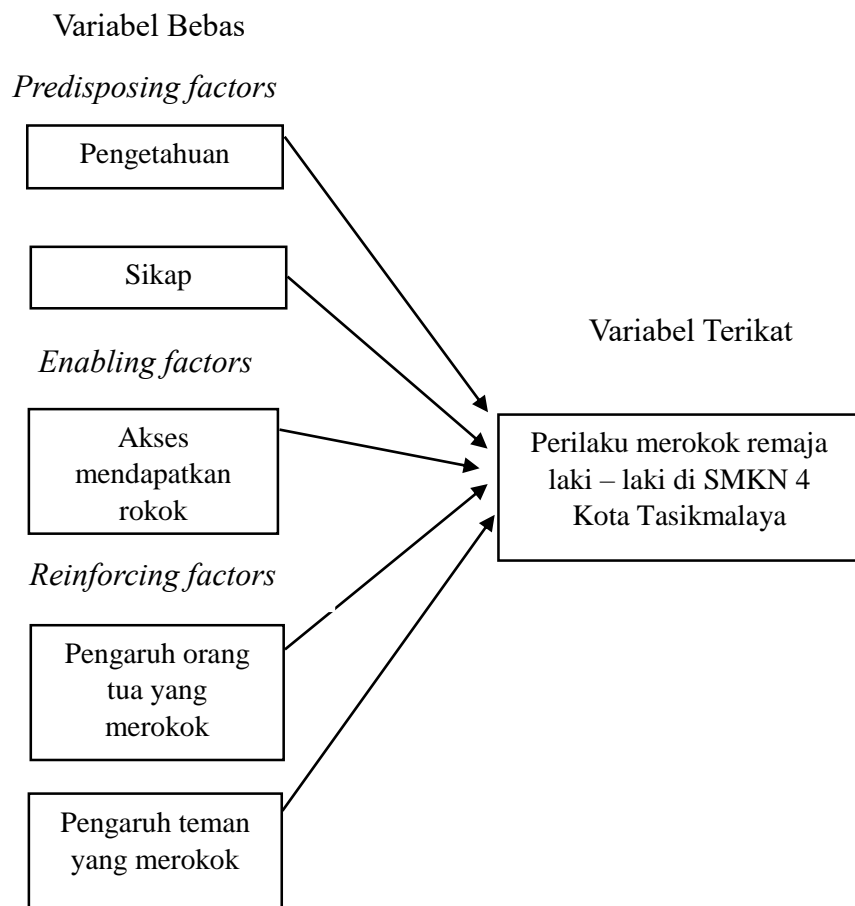 Variabel Bebas
Predisposing factors
Pengetahuan
Sikap
Enabling factors
Akses
mendapatkan
rokok
Reinforcing factors
Pengaruh orang
tua yang
merokok
Pengaruh teman
yang merokok
Variabel Terikat
Perilaku merokok remaja
laki – laki di SMKN 4
Kota Tasikmalaya